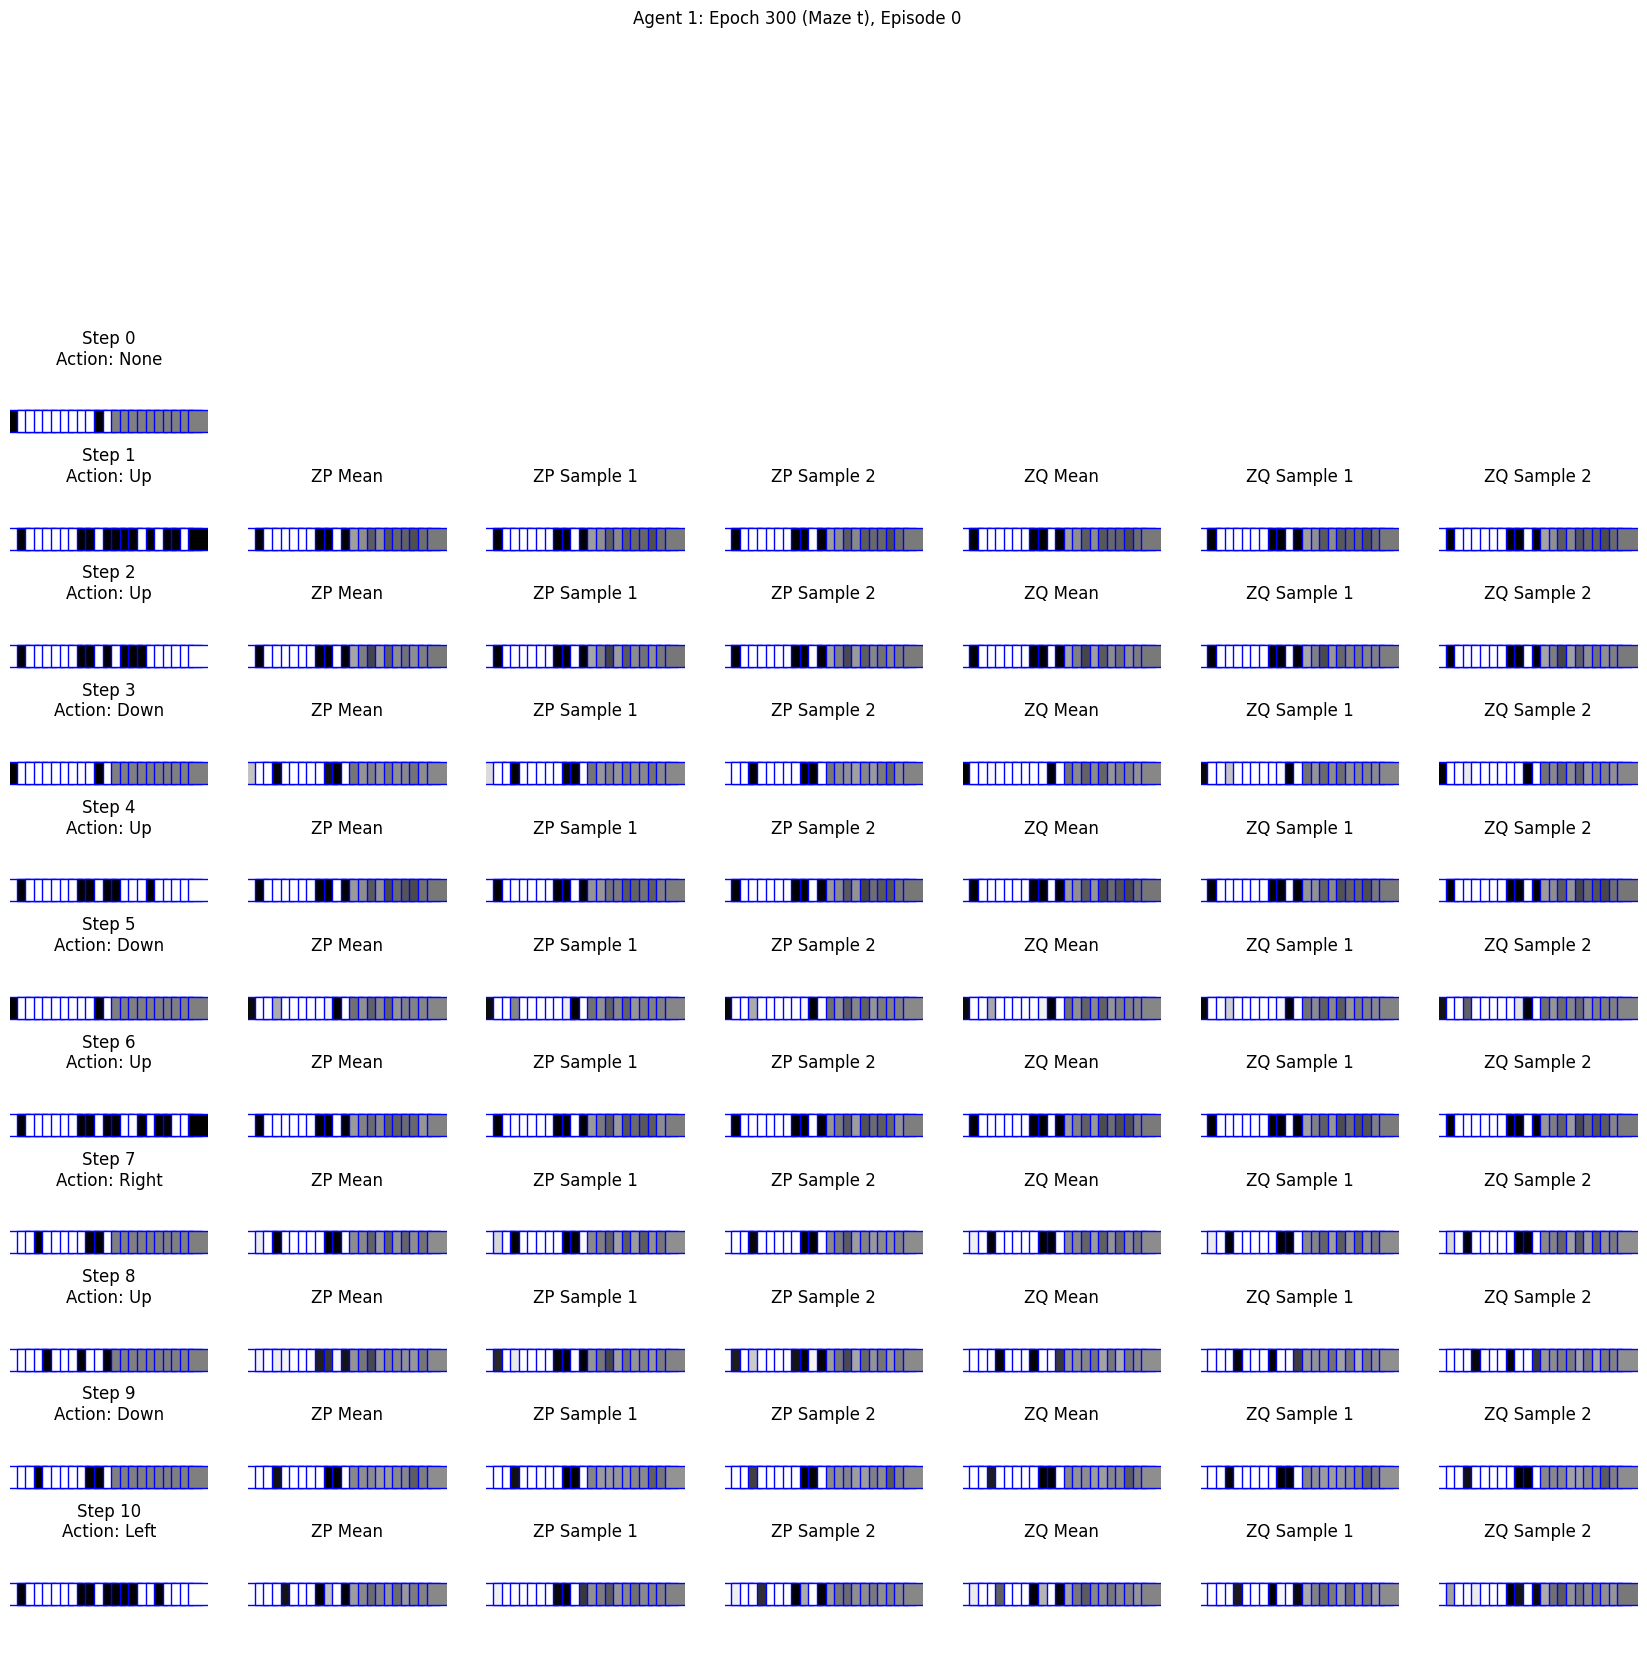 Agent 1: Epoch 300 (Maze t), Episode 0
Step 0
Action: None
Step 1
Action: Up
ZP Mean
ZP Sample 1
ZP Sample 2
ZQ Mean
ZQ Sample 1
ZQ Sample 2
Step 2
Action: Up
ZP Mean
ZP Sample 1
ZP Sample 2
ZQ Mean
ZQ Sample 1
ZQ Sample 2
Step 3
Action: Down
ZP Mean
ZP Sample 1
ZP Sample 2
ZQ Mean
ZQ Sample 1
ZQ Sample 2
Step 4
Action: Up
ZP Mean
ZP Sample 1
ZP Sample 2
ZQ Mean
ZQ Sample 1
ZQ Sample 2
Step 5
Action: Down
ZP Mean
ZP Sample 1
ZP Sample 2
ZQ Mean
ZQ Sample 1
ZQ Sample 2
Step 6
Action: Up
ZP Mean
ZP Sample 1
ZP Sample 2
ZQ Mean
ZQ Sample 1
ZQ Sample 2
Step 7
Action: Right
ZP Mean
ZP Sample 1
ZP Sample 2
ZQ Mean
ZQ Sample 1
ZQ Sample 2
Step 8
Action: Up
ZP Mean
ZP Sample 1
ZP Sample 2
ZQ Mean
ZQ Sample 1
ZQ Sample 2
Step 9
Action: Down
ZP Mean
ZP Sample 1
ZP Sample 2
ZQ Mean
ZQ Sample 1
ZQ Sample 2
Step 10
Action: Left
ZP Mean
ZP Sample 1
ZP Sample 2
ZQ Mean
ZQ Sample 1
ZQ Sample 2